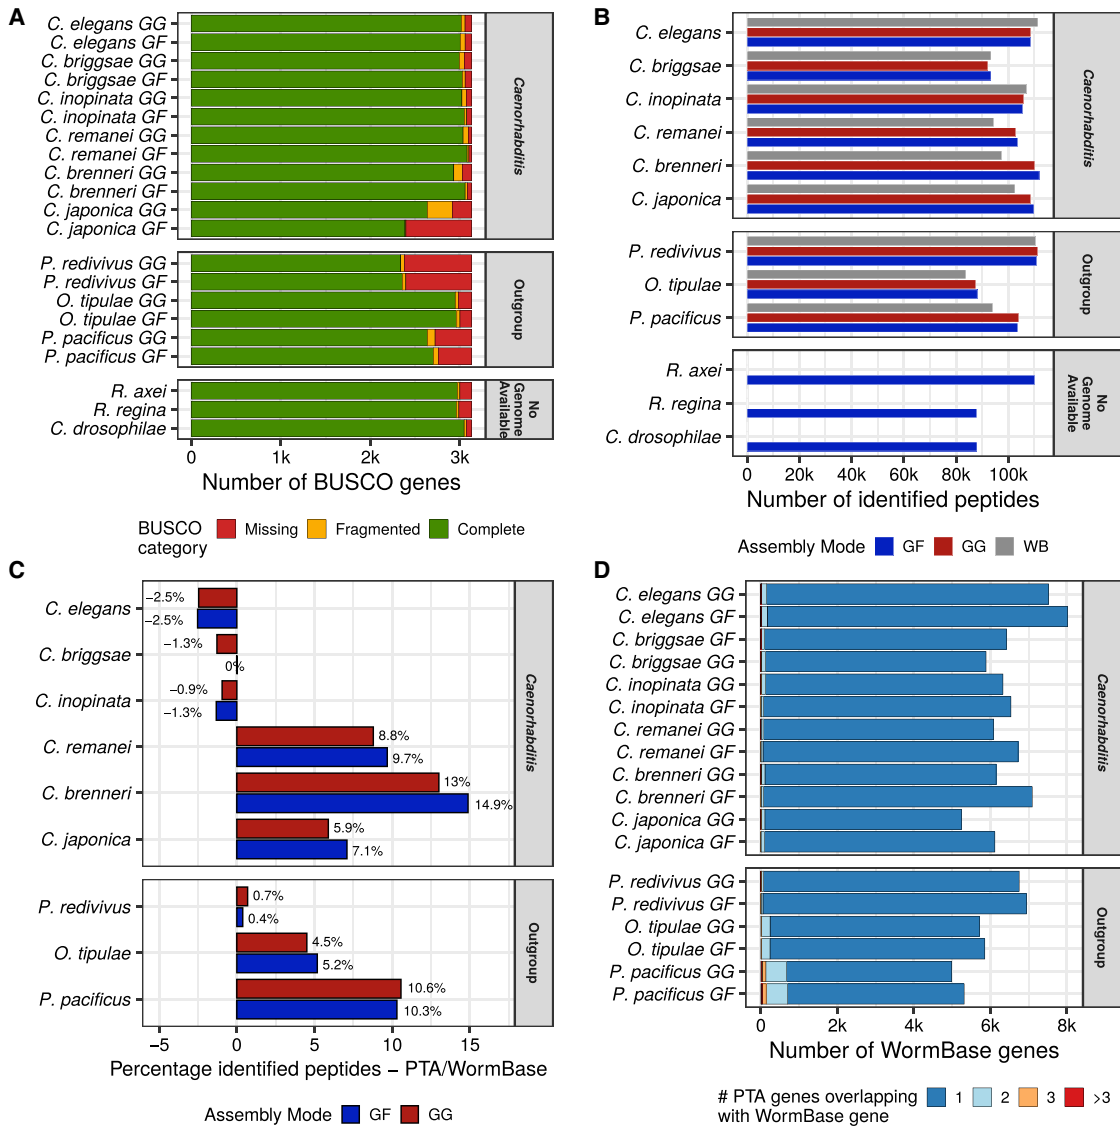 A
C. elegans GG
C. elegans GF
C. briggsae GG
C. briggsae GF
C. inopinata GG
C. inopinata GF
C. remanei GG
C. remanei GF
C. brenneri GG
C. brenneri GF
C. japonica GG
C. japonica GF
Caenorhabditis
P. redivivus GG
P. redivivus GF
O. tipulae GG
O. tipulae GF
P. pacificus GG
P. pacificus GF
Outgroup
R. axei
R. regina
C. drosophilae
No
Genome
Available
0 1k 2k 3k
Number of BUSCO genes
BUSCO
category
Missing Fragmented Complete
B
C. elegans
C. briggsae
C. inopinata
C. remanei
C. brenneri
C. japonica
Caenorhabditis
P. redivivus
O. tipulae
P. pacificus
Outgroup
R. axei
R. regina
C. drosophilae
No
Genome
Available
0 20k 40k 60k 80k 100k
Number of identified peptides
Assembly Mode GF GG WB
C
C. elegans
−2.5%
−2.5%
C. briggsae
−1.3%
0%
C. inopinata
−0.9%
−1.3%
C. remanei
8.8%
9.7%
C. brenneri
13%
14.9%
C. japonica
5.9%
7.1%
Caenorhabditis
P. redivivus
0.7%
0.4%
O. tipulae
4.5%
5.2%
P. pacificus
10.6%
10.3%
Outgroup
−5 0 5 10 15
Percentage identified peptides − PTA/WormBase
Assembly Mode GF GG
D
C. elegans GG
C. elegans GF
C. briggsae GF
C. briggsae GG
C. inopinata GG
C. inopinata GF
C. remanei GG
C. remanei GF
C. brenneri GG
C. brenneri GF
C. japonica GG
C. japonica GF
Caenorhabditis
P. redivivus GG
P. redivivus GF
O. tipulae GG
O. tipulae GF
P. pacificus GG
P. pacificus GF
Outgroup
0 2k 4k 6k 8k
Number of WormBase genes
# PTA genes overlapping
with WormBase gene
1 2 3 >3